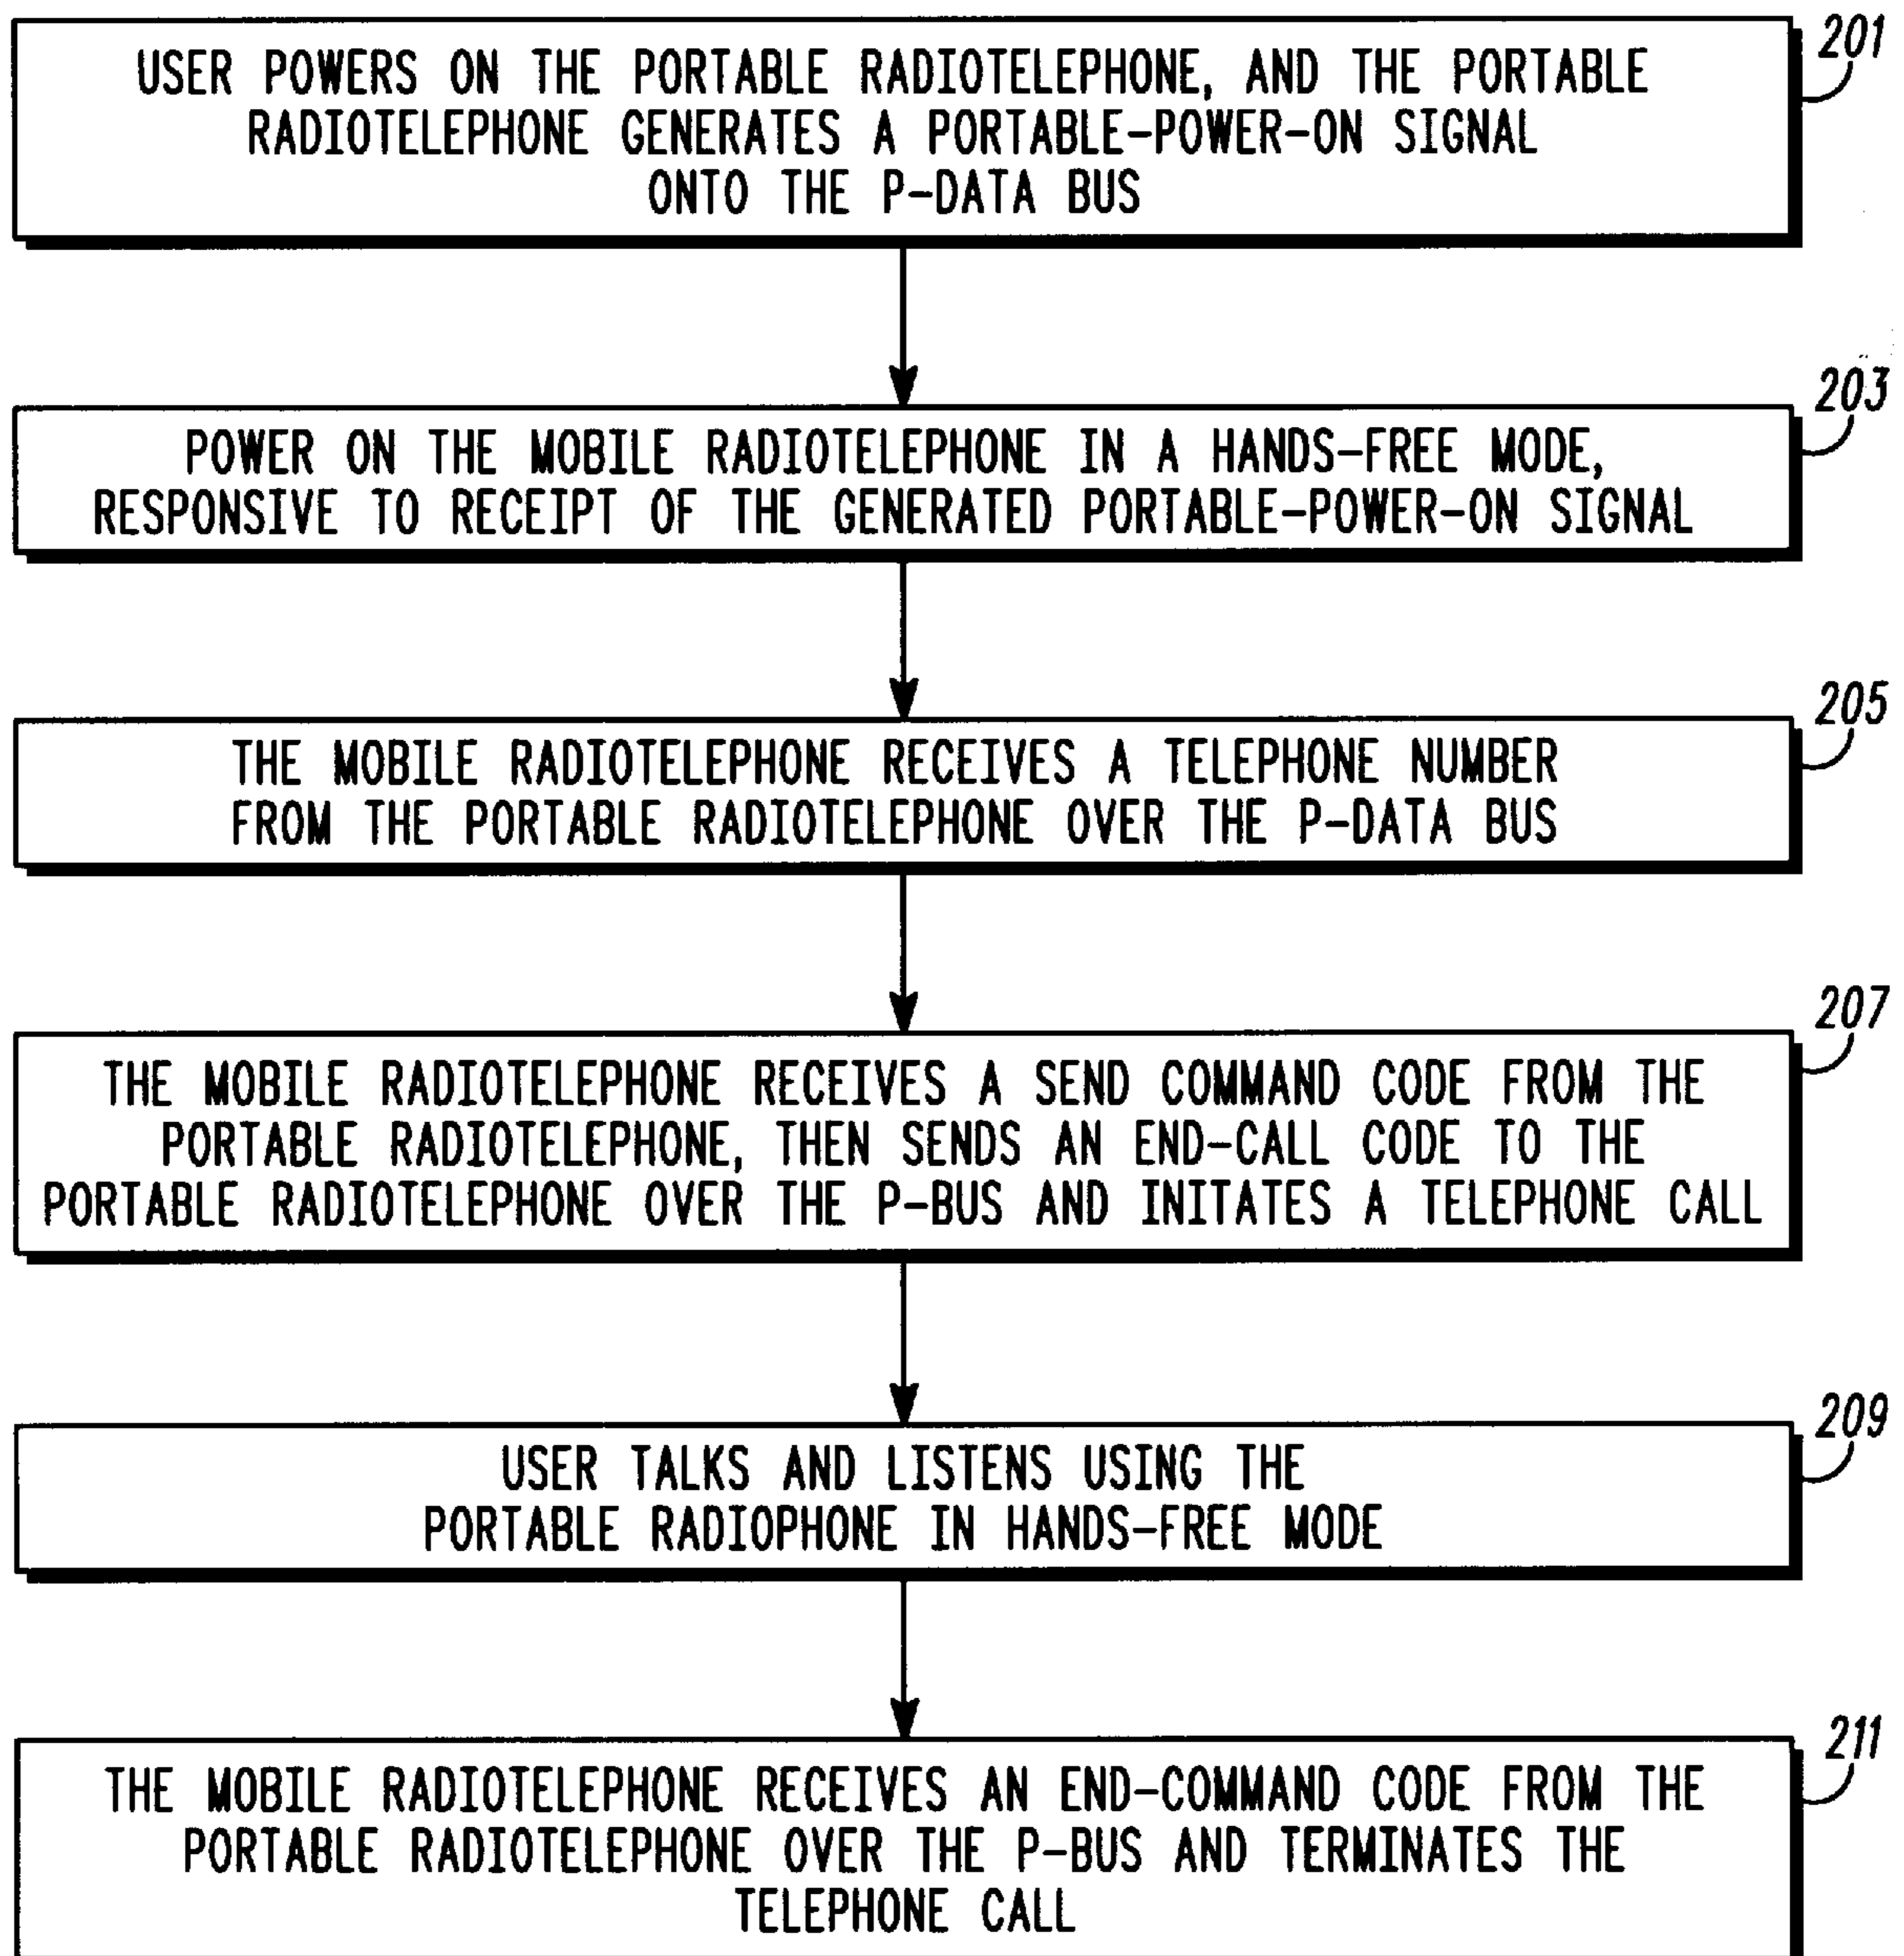 201
USER POWERS ON THE PORTABLE RADIOTELEPHONE, AND THE PORTABLE
RADIOTELEPHONE GENERATES A PORTABLE-POWER-ON SIGNAL
ONTO THE P-DATA BUS
203
POWER ON THE MOBILE RADIOTELEPHONE IN A HANDS-FREE MODE,
RESPONSIVE TO RECEIPT OF THE GENERATED PORTABLE-POWER-ON SIGNAL
205
THE MOBILE RADIOTELEPHONE RECEIVES A TELEPHONE NUMBER
FROM THE PORTABLE RADIOTELEPHONE OVER THE P-DATA BUS
207
THE MOBILE RADIOTELEPHONE RECEIVES A SEND COMMAND CODE FROM THE
PORTABLE RADIOTELEPHONE, THEN SENDS AN END-CALL CODE TO THE
PORTABLE RADIOTELEPHONE OVER THE P-BUS AND INITATES A TELEPHONE CALL
209
USER TALKS AND LISTENS USING THE
PORTABLE RADIOPHONE IN HANDS-FREE MODE
211
THE MOBILE RADIOTELEPHONE RECEIVES AN END-COMMAND CODE FROM THE
PORTABLE RADIOTELEPHONE OVER THE P-BUS AND TERMINATES THE
TELEPHONE CALL